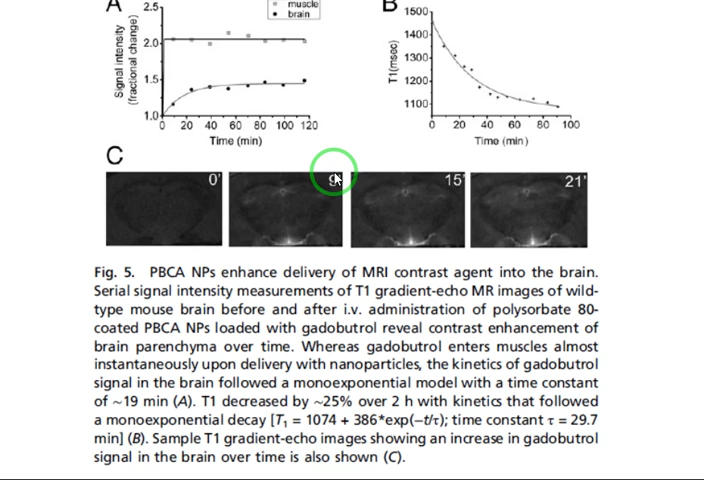 A
B
muscle
brain
Signal intensity
(fractional change)
2.5
2.0
1.5
1.0
0 20 40 60 80 100 120
Time (min)
T1(msec)
1500
1400
1300
1200
1100
0 20 40 60 80 100
Time (min)
C
0' 9' 15' 21'
Fig. 5. PBCA NPs enhance delivery of MRI contrast agent into the brain.
Serial signal intensity measurements of T1 gradient-echo MR images of wild-
type mouse brain before and after i.v. administration of polysorbate 80-
coated PBCA NPs loaded with gadobutrol reveal contrast enhancement of
brain parenchyma over time. Whereas gadobutrol enters muscles almost
instantaneously upon delivery with nanoparticles, the kinetics of gadobutrol
signal in the brain followed a monoexponential model with a time constant
of ~19 min (A). T1 decreased by ~25% over 2 h with kinetics that followed
a monoexponential decay [T₁ = 1074 + 386*exp(−t/τ); time constant τ = 29.7
min] (B). Sample T1 gradient-echo images showing an increase in gadobutrol
signal in the brain over time is also shown (C).